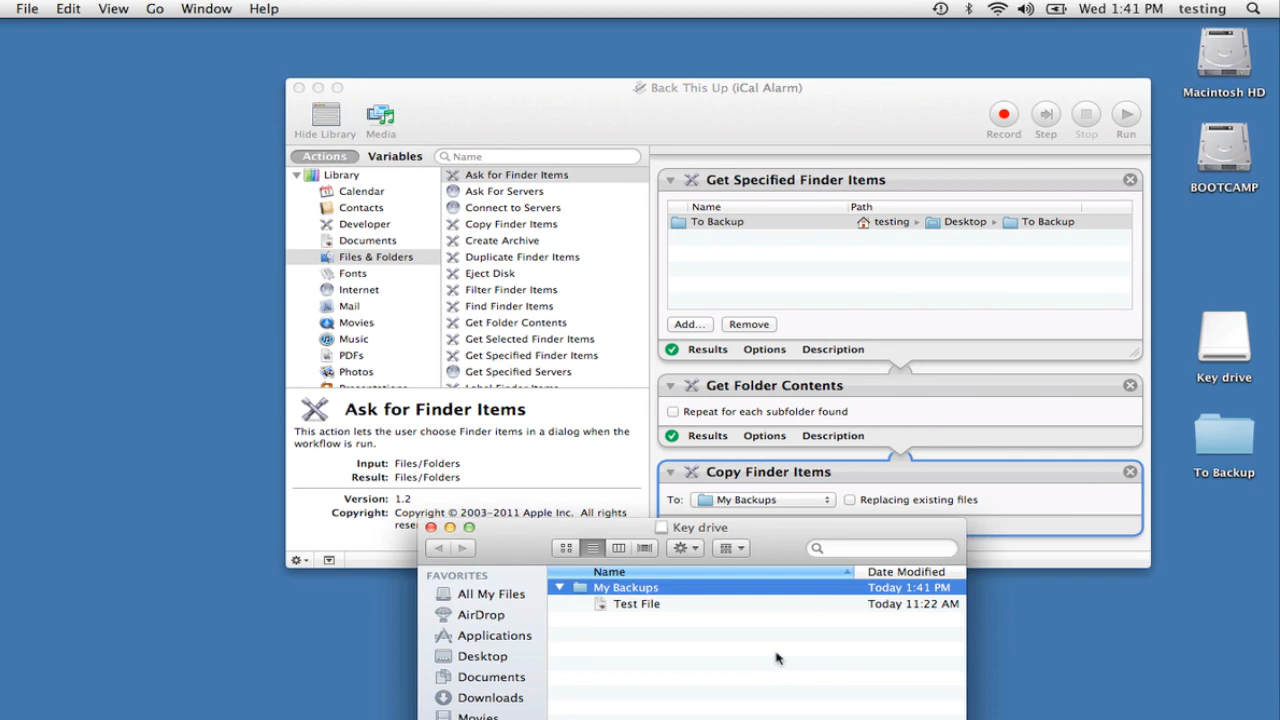 File Edit View Go Window Help Wed 1:41 PM testing
Macintosh HD
BOOTCAMP
Key drive
To Backup
Back This Up (iCal Alarm)
Hide Library Media Record Step Stop Run
Actions Variables Name
Library
Calendar
Contacts
Developer
Documents
Files & Folders
Fonts
Internet
Mail
Movies
Music
PDFs
Photos
Ask for Finder Items
Ask For Servers
Connect to Servers
Copy Finder Items
Create Archive
Duplicate Finder Items
Eject Disk
Filter Finder Items
Find Finder Items
Get Folder Contents
Get Selected Finder Items
Get Specified Finder Items
Get Specified Servers
Label Finder Items
Ask for Finder Items
This action lets the user choose Finder items in a dialog when the
workflow is run.
Input: Files/Folders
Result: Files/Folders
Version: 1.2
Copyright: Copyright © 2003–2011 Apple Inc. All rights
Get Specified Finder Items
Name Path
To Backup testing Desktop To Backup
Add... Remove
Results Options Description
Get Folder Contents
Repeat for each subfolder found
Results Options Description
Copy Finder Items
To: My Backups Replacing existing files
Key drive
FAVORITES
All My Files
AirDrop
Applications
Desktop
Documents
Downloads
Movies
Name Date Modified
My Backups Today 1:41 PM
Test File Today 11:22 AM